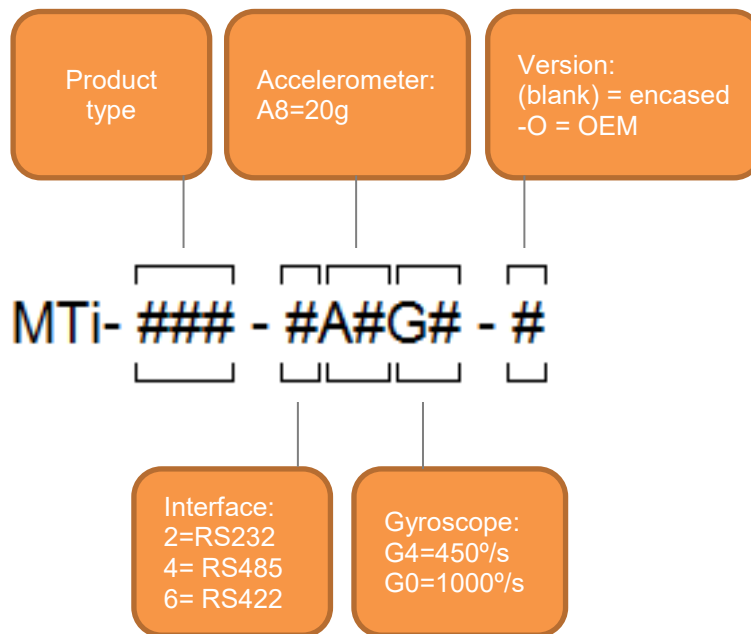 Product
type
Accelerometer:
A8=20g
Version:
(blank) = encased
-O = OEM
MTi- ### - #A#G# - #
Interface:
2=RS232
4= RS485
6= RS422
Gyroscope:
G4=450º/s
G0=1000º/s